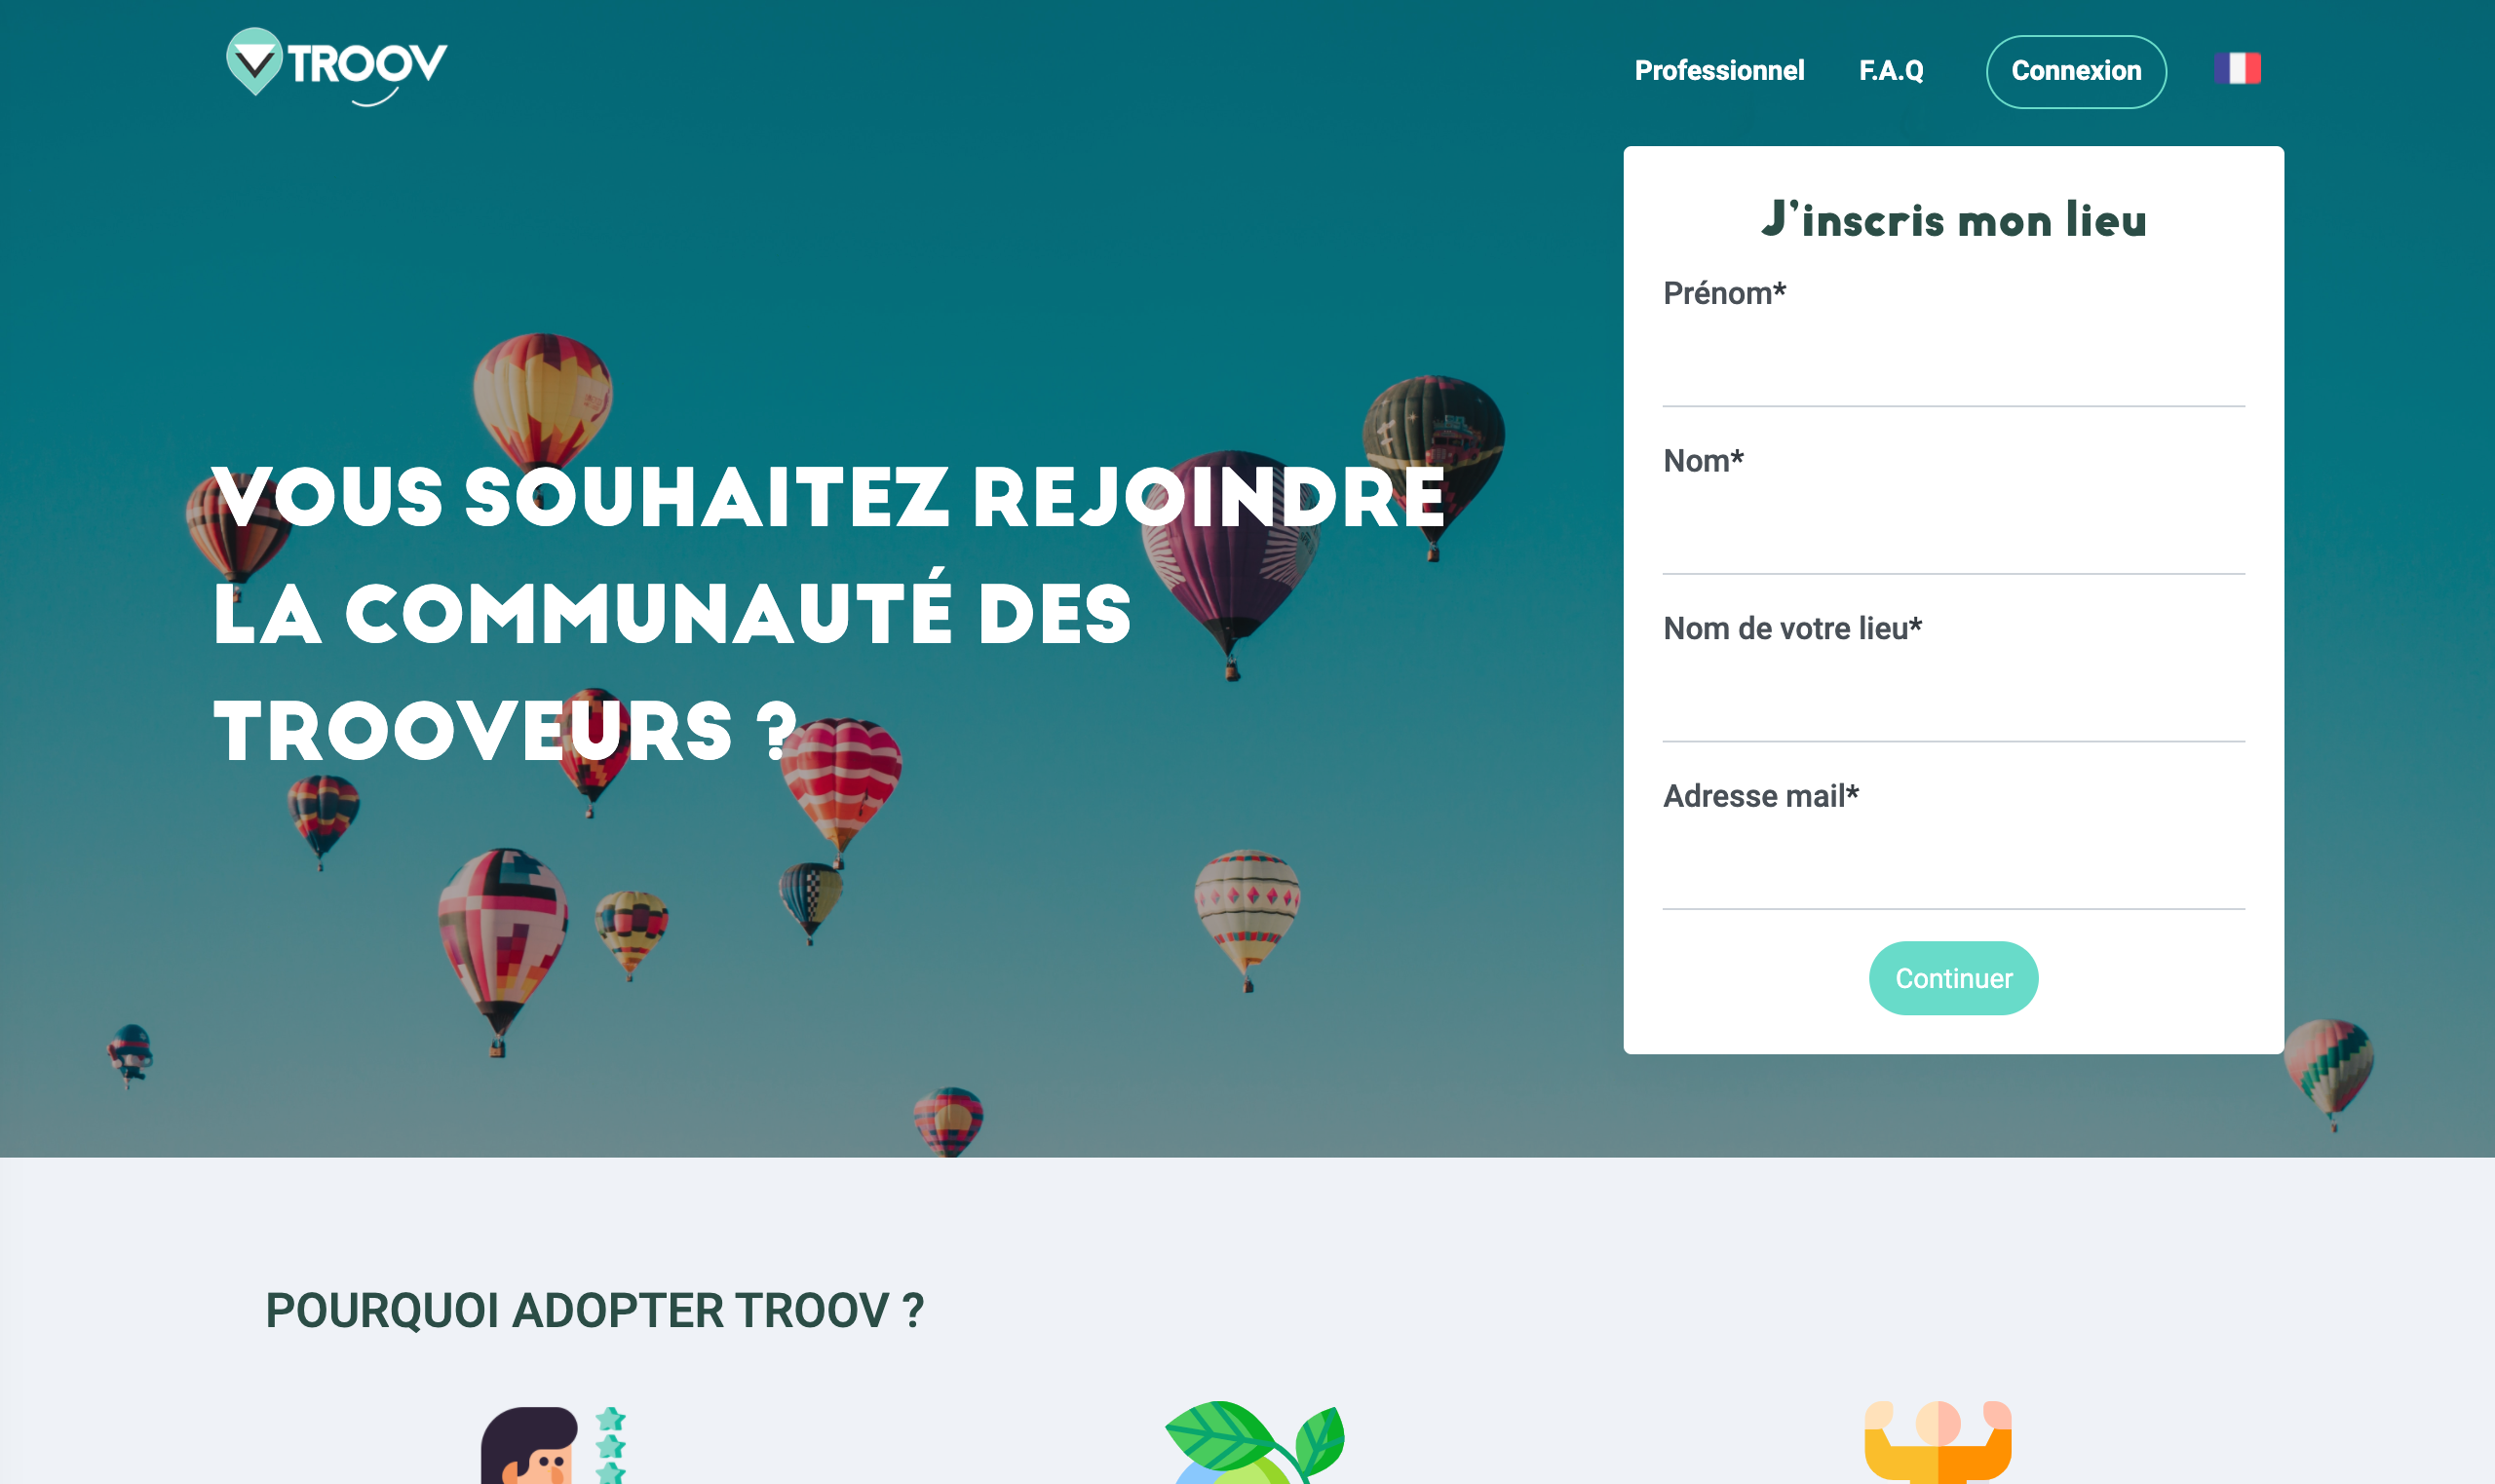 TROOV
Professionnel
F.A.Q
Connexion
J'inscris mon lieu
Prénom*
Nom*
Nom de votre lieu*
Adresse mail*
Continuer
VOUS SOUHAITEZ REJOINDRE
LA COMMUNAUTÉ DES
TROOVEURS ?
POURQUOI ADOPTER TROOV ?